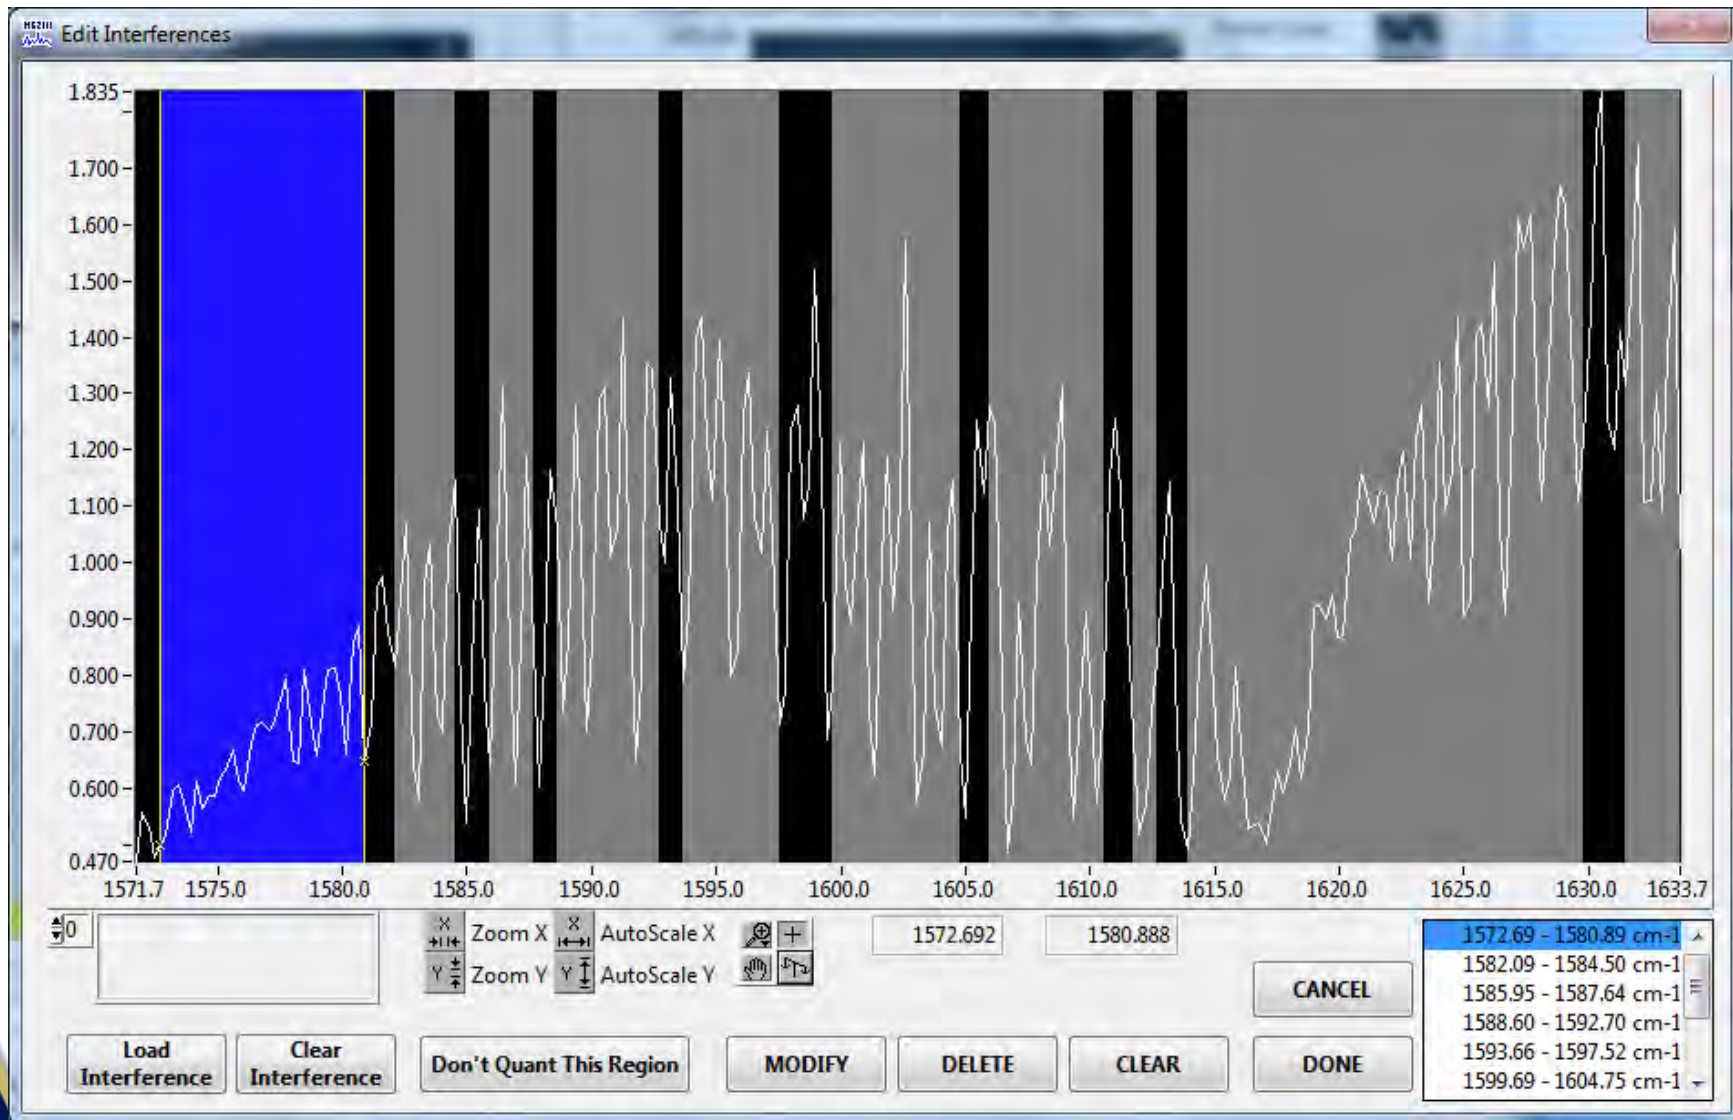 MG2111
Edit Interferences
1.835
1.700
1.600
1.500
1.400
1.300
1.200
1.100
1.000
0.900
0.800
0.700
0.600
0.470
1571.7 1575.0 1580.0 1585.0 1590.0 1595.0 1600.0 1605.0 1610.0 1615.0 1620.0 1625.0 1630.0 1633.7
0
X Zoom X X AutoScale X
Y Zoom Y Y AutoScale Y
1572.692 1580.888
1572.69 - 1580.89 cm-1
1582.09 - 1584.50 cm-1
1585.95 - 1587.64 cm-1
1588.60 - 1592.70 cm-1
1593.66 - 1597.52 cm-1
1599.69 - 1604.75 cm-1
CANCEL
Load
Interference
Clear
Interference
Don't Quant This Region
MODIFY
DELETE
CLEAR
DONE